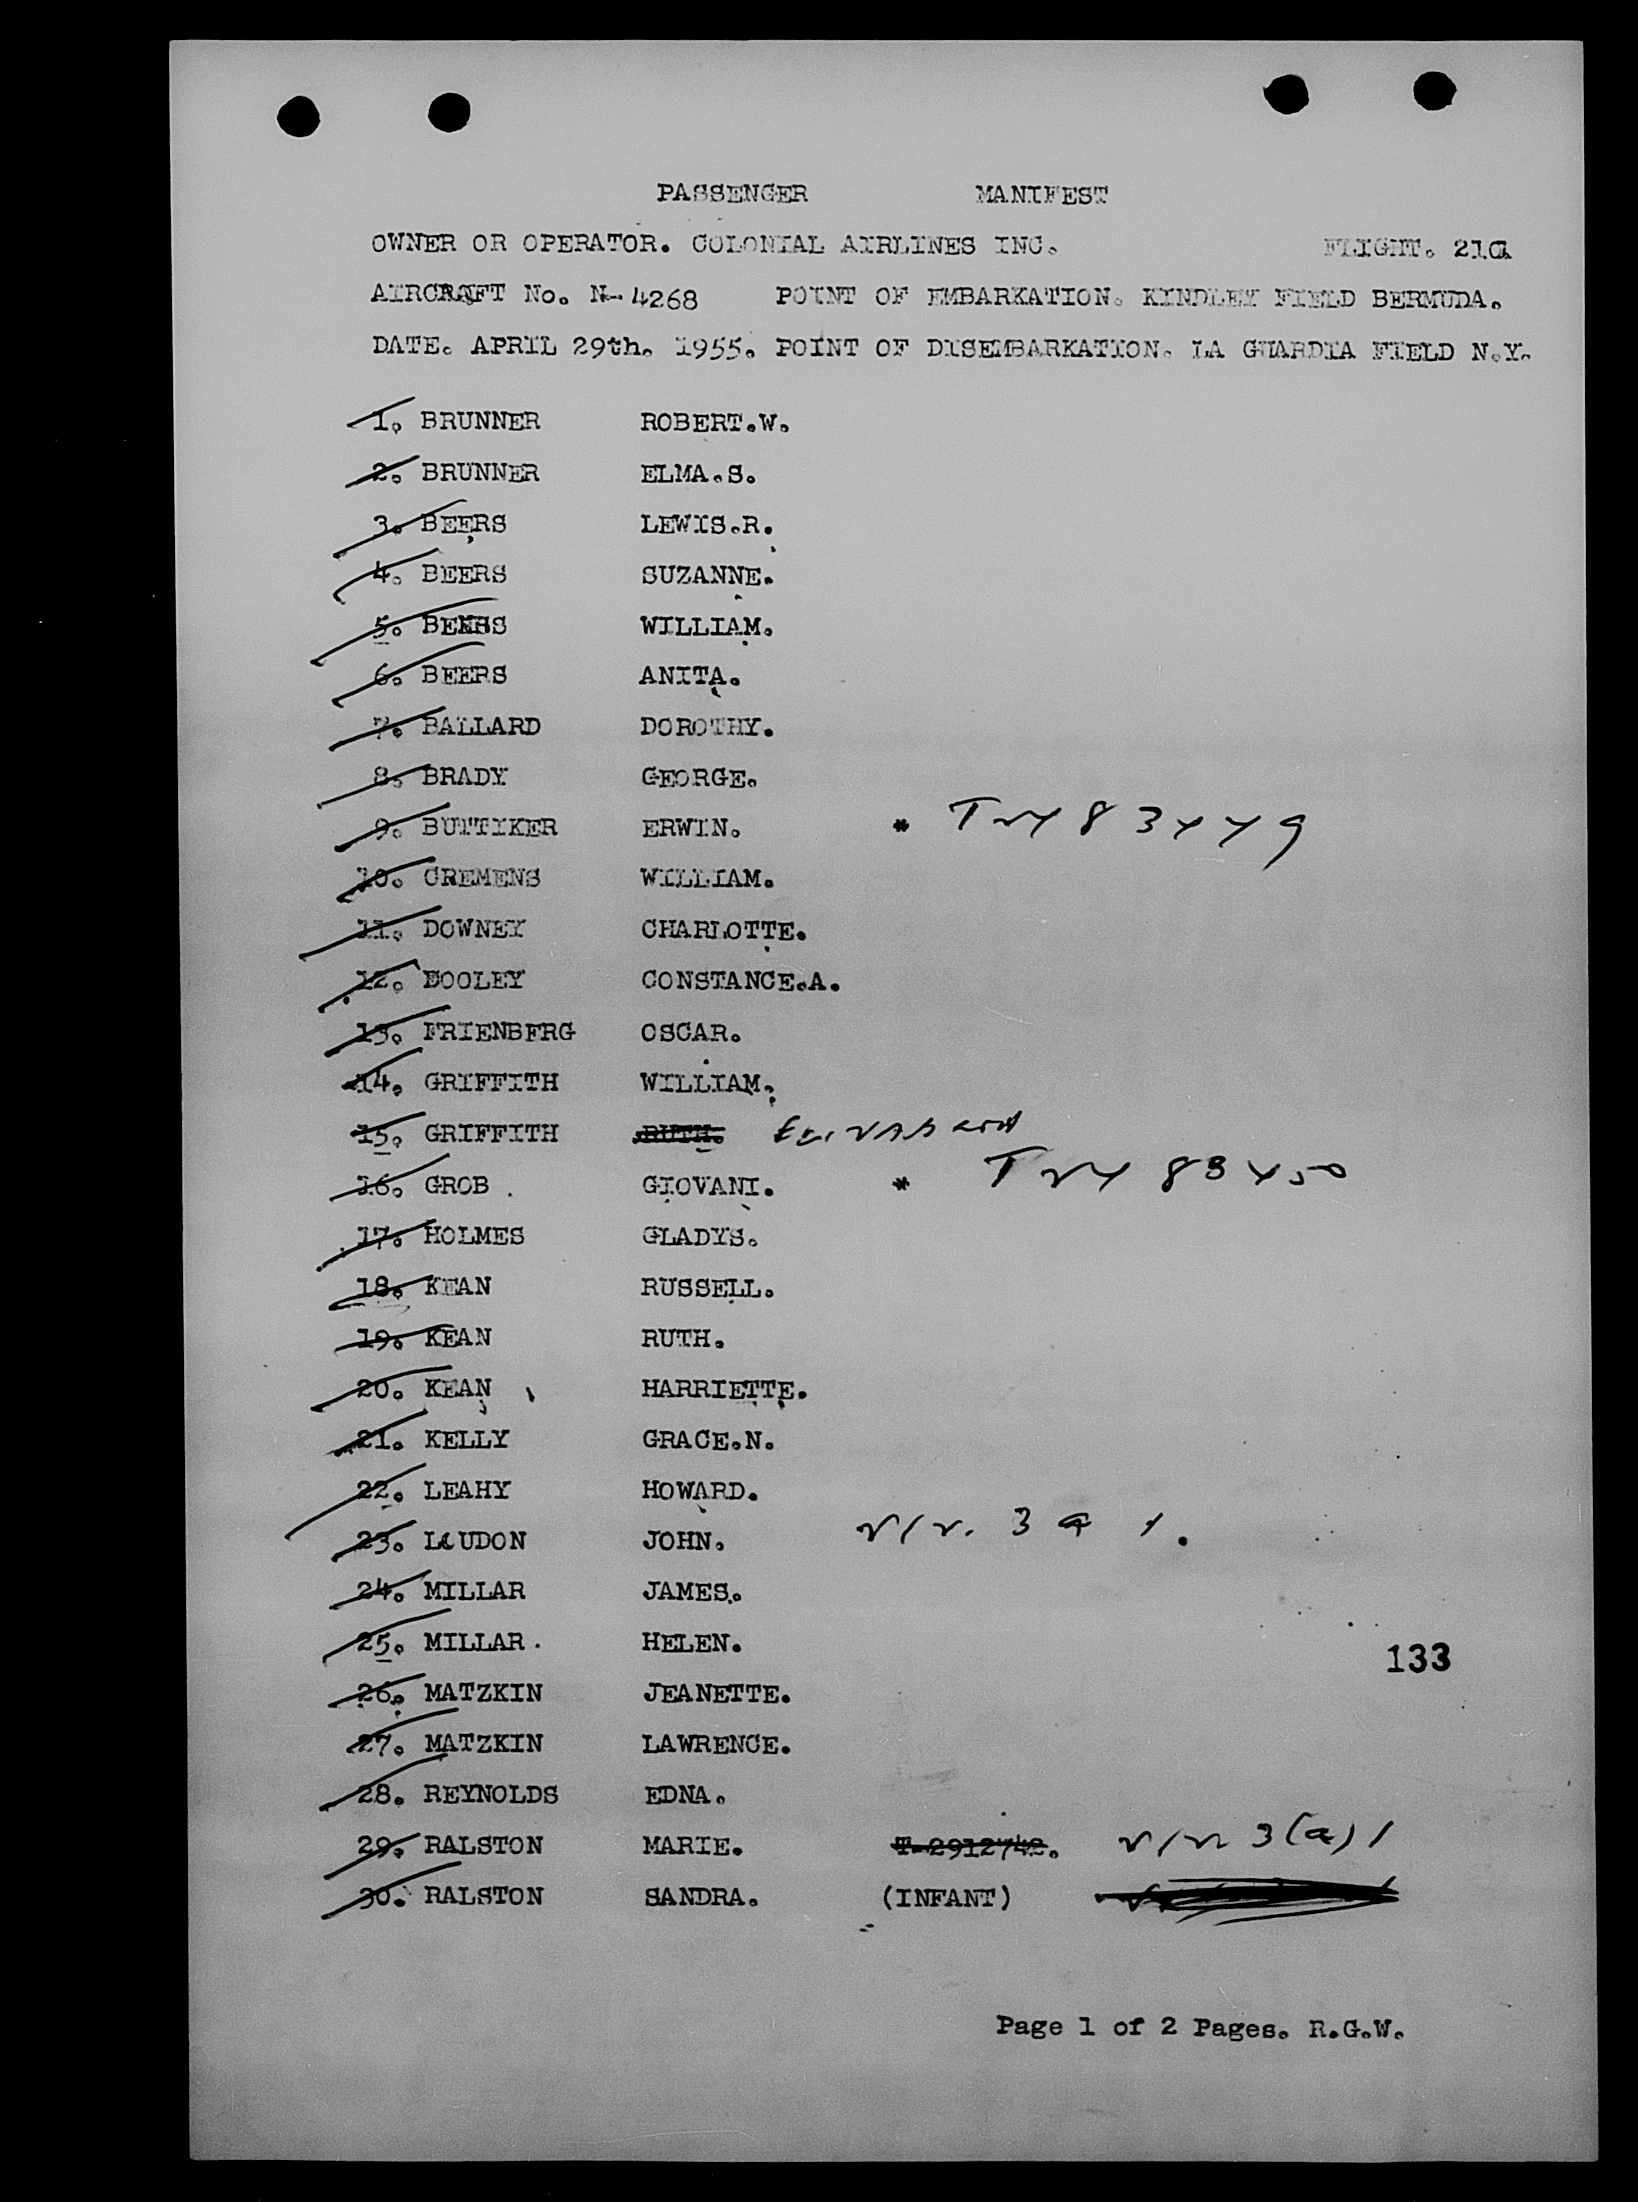 PASSENGER MANIFEST
OWNER OR OPERATOR. COLONIAL AIRLINES INC. FLIGHT. 21
AIRCRAFT No. N-4268 POINT OF EMBARKATION. KINDLEY FIELD BERMUDA.
DATE. APRIL 29th. 1955. POINT OF DISEMBARKATION. LA GUARDIA FIELD N.Y.
1. BRUNNER ROBERT.W.
2. BRUNNER ELMA.S.
3. BEERS LEWIS.R.
4. BEERS SUZANNE.
5. BEERS WILLIAM.
6. BEERS ANITA.
7. BALLARD DOROTHY.
8. BRADY GEORGE.
9. BUTTIKER ERWIN. *
10. CREMENS WILLIAM.
11. DOWNEY CHARLOTTE.
12. DOOLEY CONSTANCE.A.
13. FRIENBERG OSCAR.
14. GRIFFITH WILLIAM.
15. GRIFFITH RUTH.
16. GROB GIOVANI. *
17. HOLMES GLADYS.
18. KEAN RUSSELL.
19. KEAN RUTH.
20. KEAN HARRIETTE.
21. KELLY GRACE.N.
22. LEAHY HOWARD.
23. LOUDON JOHN.
24. MILLAR JAMES.
25. MILLAR. HELEN.
133
26. MATZKIN JEANETTE.
27. MATZKIN LAWRENCE.
28. REYNOLDS EDNA.
29. RALSTON MARIE. T-2912742. 3(a)1
30. RALSTON SANDRA. (INFANT)
Page 1 of 2 Pages. R.G.W.